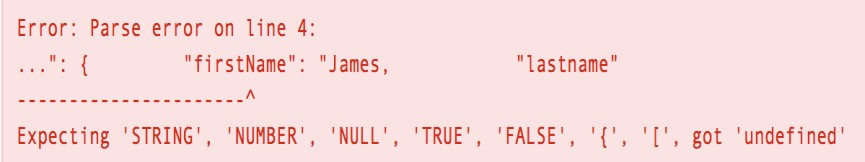 Error: Parse error on line 4:
...": {        "firstName": "James,           "lastname"
----------------------^
Expecting 'STRING', 'NUMBER', 'NULL', 'TRUE', 'FALSE', '{', '[', got 'undefined'